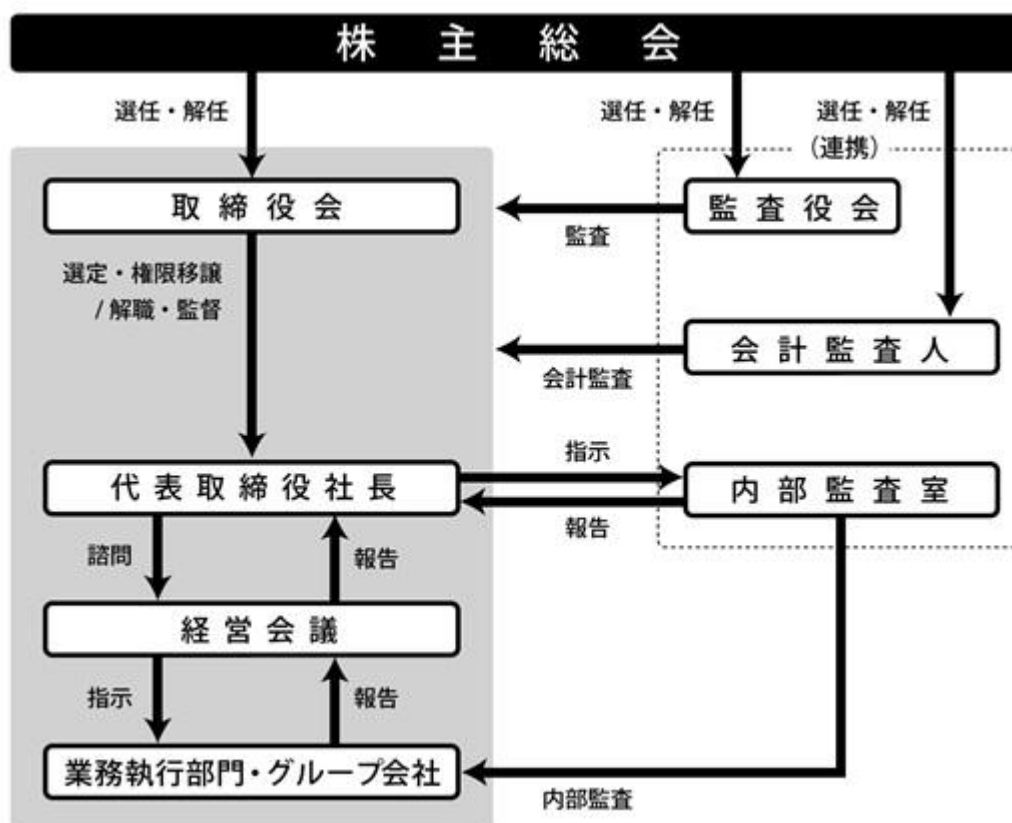 株主総会
選任・解任
選任・解任
選任・解任
(連携)
取締役会
監査役会
監査
選定・権限移譲
/ 解職・監督
会計監査人
会計監査
指示
代表取締役社長
内部監査室
報告
諮問
報告
経営会議
指示
報告
業務執行部門・グループ会社
内部監査